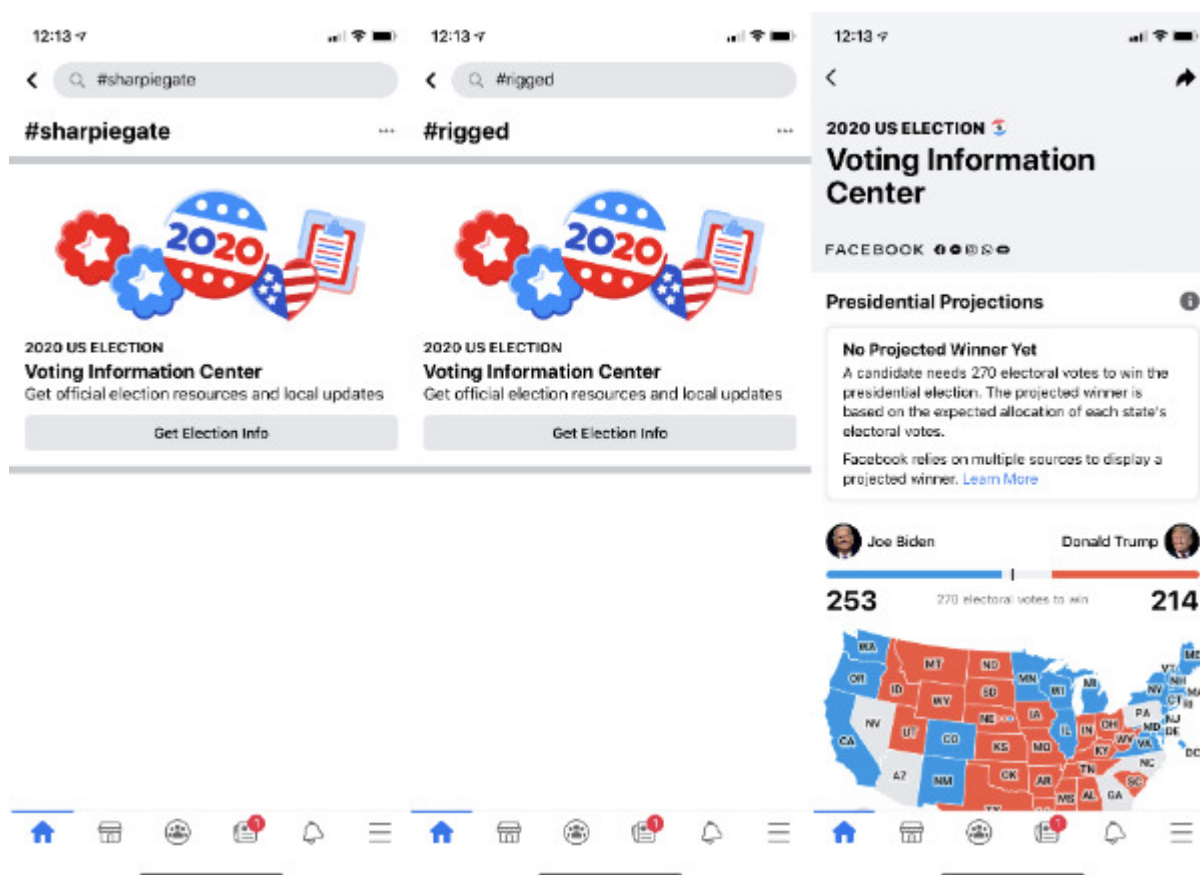 12:13
#sharpiegate
#sharpiegate
2020
2020 US ELECTION
Voting Information Center
Get official election resources and local updates
Get Election Info
1
12:13
#rigged
#rigged
2020
2020 US ELECTION
Voting Information Center
Get official election resources and local updates
Get Election Info
1
12:13
2020 US ELECTION
Voting Information
Center
FACEBOOK
Presidential Projections
No Projected Winner Yet
A candidate needs 270 electoral votes to win the
presidential election. The projected winner is
based on the expected allocation of each state's
electoral votes.
Facebook relies on multiple sources to display a
projected winner. Learn More
Joe Biden
Donald Trump
253
270 electoral votes to win
214
WA
MT
ND
MN
WI
MI
VT
NH
ME
OR
ID
WY
SD
IA
NY
MA
CT
RI
NV
UT
CO
NE
IL
IN
OH
PA
NJ
MD
DE
CA
KS
MO
KY
WV
VA
DC
AZ
NM
OK
AR
TN
NC
SC
MS
AL
GA
TX
1